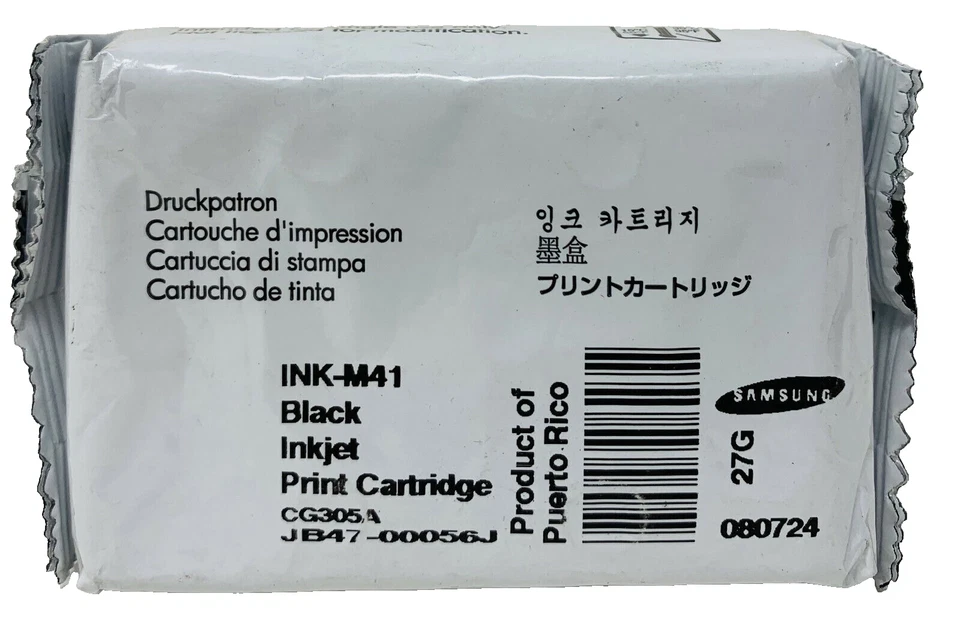 for modification.
Druckpatron
Cartouche d'impression
Cartuccia di stampa
Cartucho de tinta
잉크 카트리지
墨盒
プリントカートリッジ
INK-M41
Black
Inkjet
Print Cartridge
CG305A
JB47-00056J
Product of
Puerto Rico
SAMSUNG
27G
080724